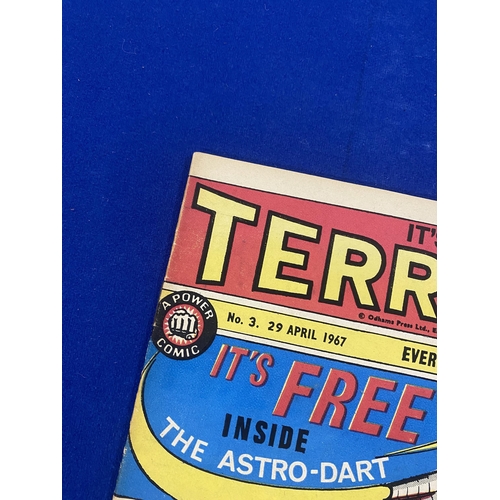 IT'S
TERR
© Odhams Press Ltd.,
A POWER
COMIC
No. 3. 29 APRIL 1967
EVER
IT'S FREE
INSIDE
THE ASTRO-DART